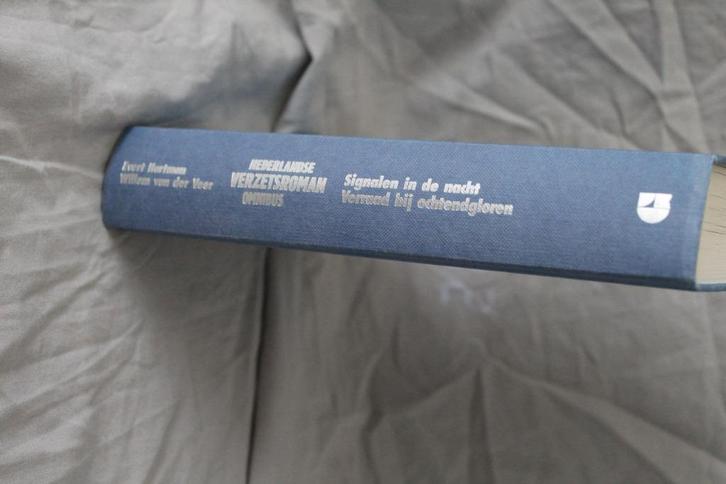 Evert Hartman
Willem van der Veer
NEDERLANDSE
VERZETSROMAN
OMNIBUS
Signalen in de nacht
Verraad bij ochtendgloren